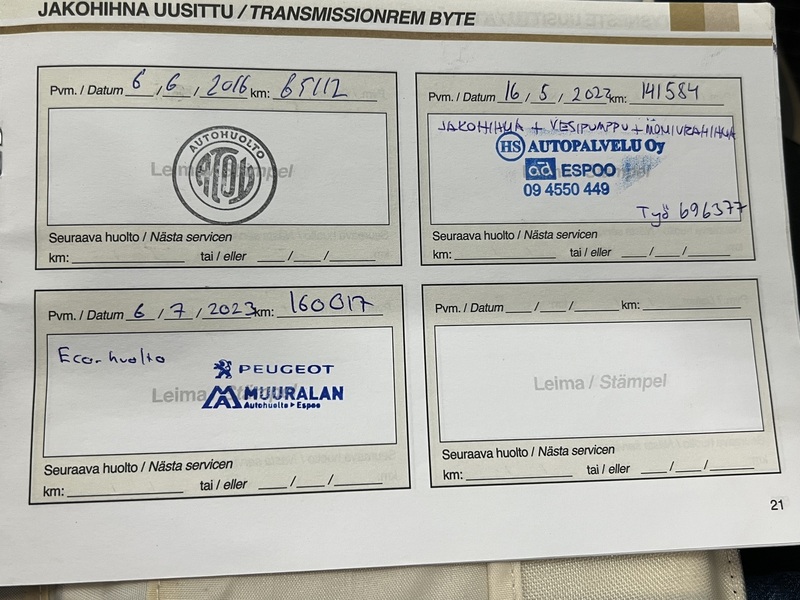 JAKOHIHNA UUSITTU / TRANSMISSIONREM BYTE
Pvm. / Datum 6 / 6 / 2016 km:
AUTOHUOLTO
ATOY
Leima / Stämpel
Seuraava huolto / Nästa servicen
km: tai / eller / /
Pvm. / Datum 16 / 5 / 2022 km: 141584
JAKOHIHNA + VESIPUMPPU + MONIURAHIHNA
HS AUTOPALVELU Oy
ad ESPOO
09 4550 449
Työ 696377
Seuraava huolto / Nästa servicen
km: tai / eller / /
Pvm. / Datum 6 / 7 / 2023 km: 160017
Eco-huolto
PEUGEOT
Leima
MUURALAN
Autohuolto Espoo
Seuraava huolto / Nästa servicen
km: tai / eller / /
Pvm. / Datum / / km:
Leima / Stämpel
Seuraava huolto / Nästa servicen
km: tai / eller / /
21